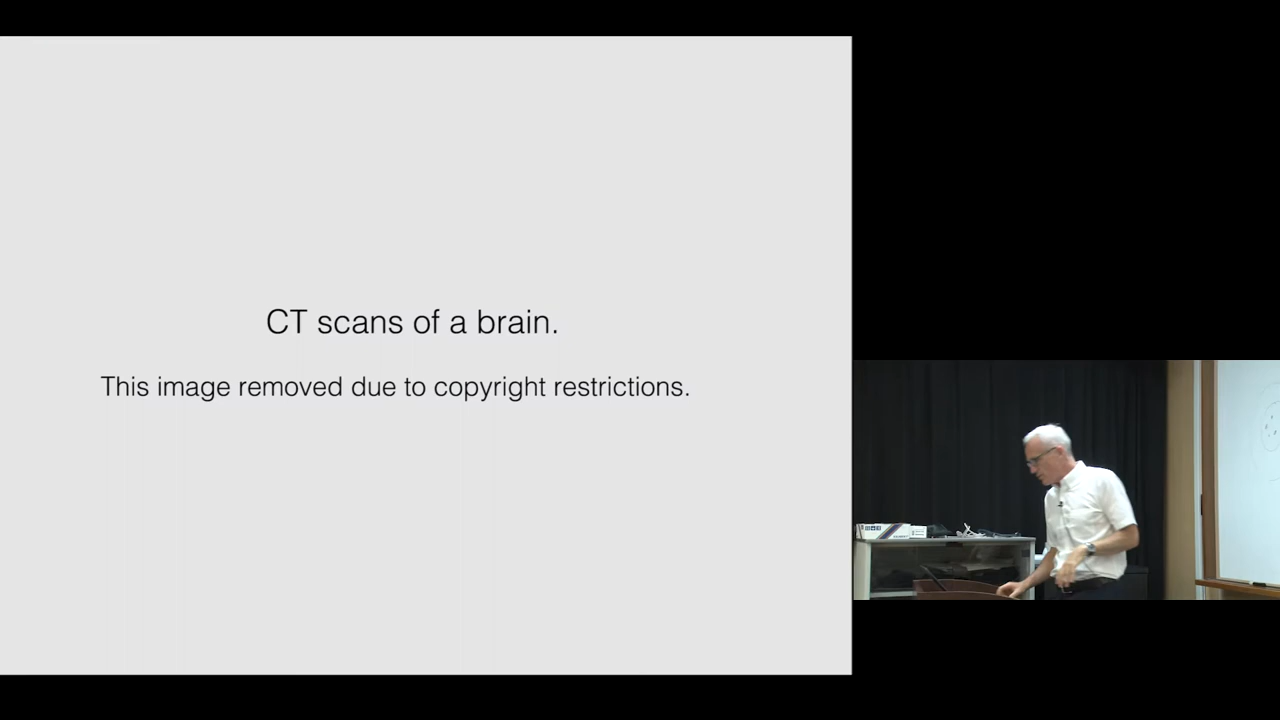 CT scans of a brain.
This image removed due to copyright restrictions.